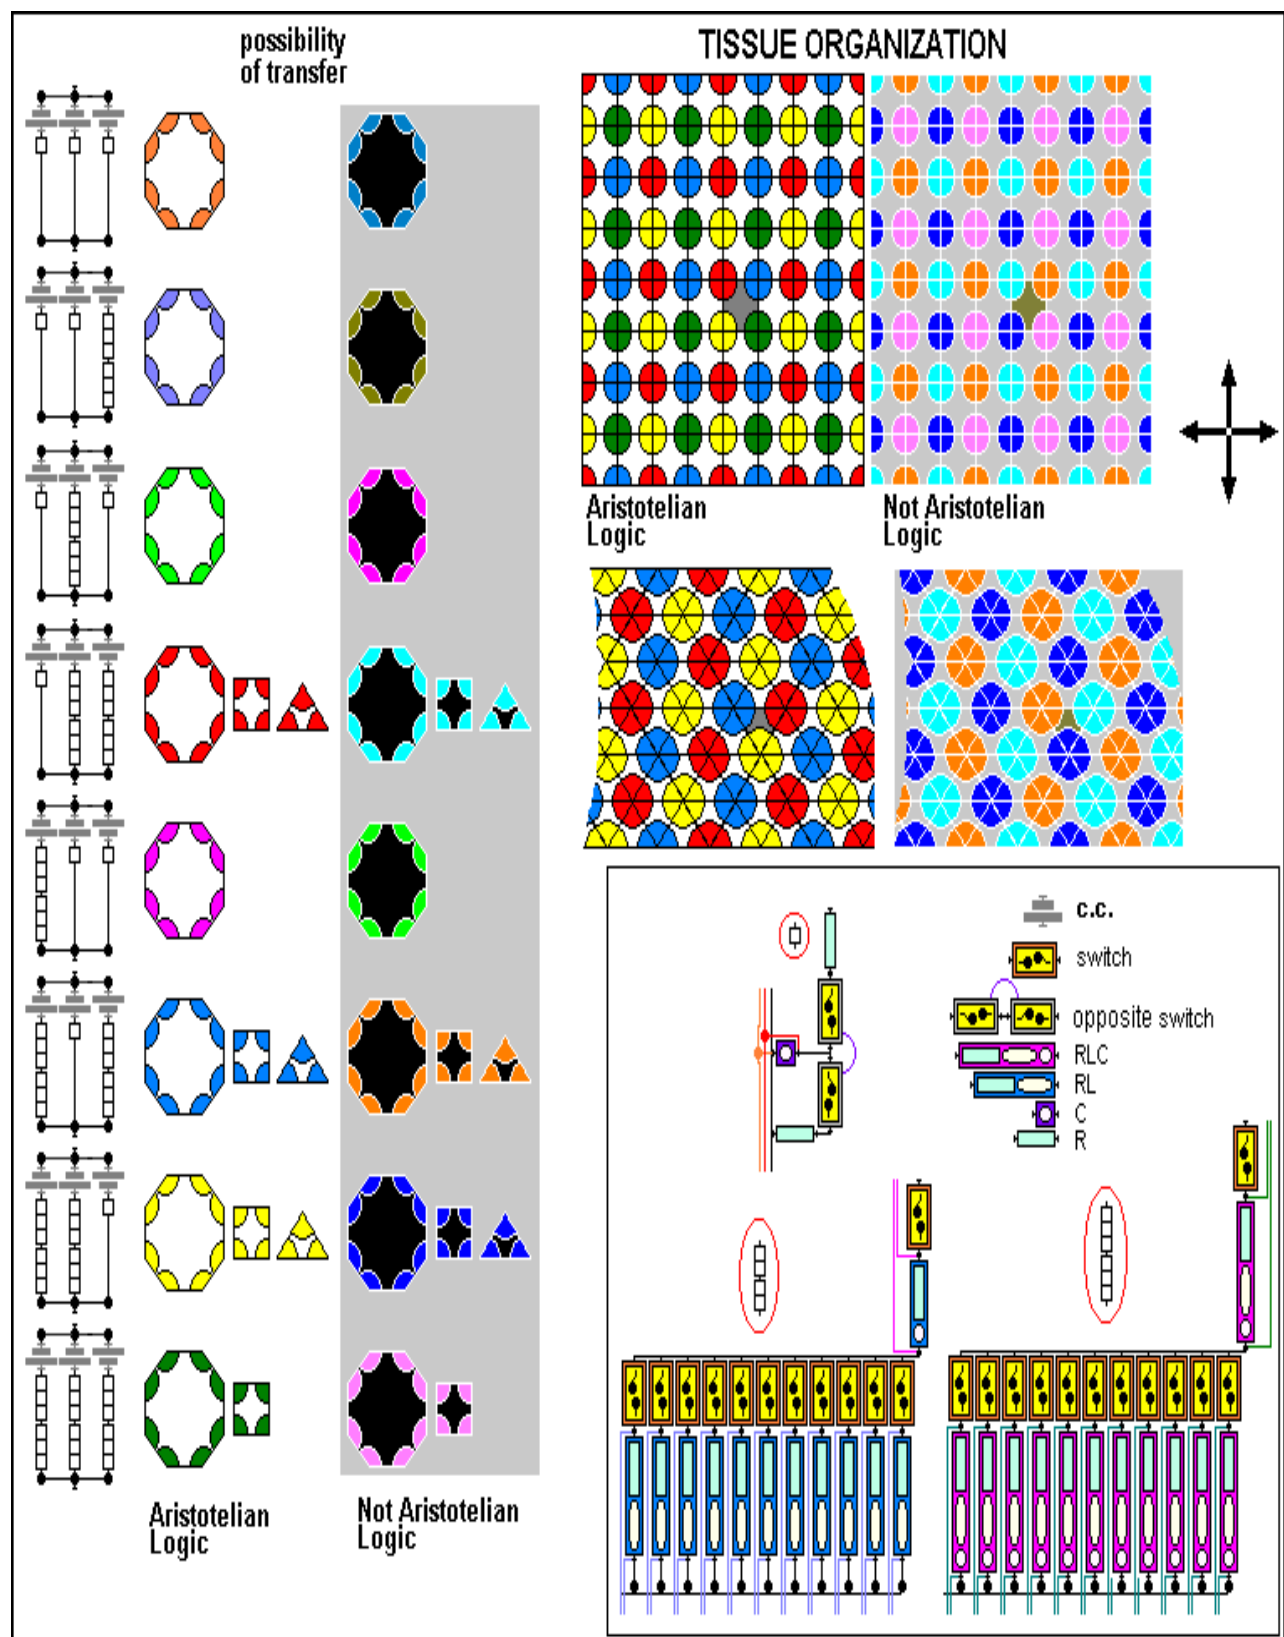 possibility
of transfer
TISSUE ORGANIZATION
Aristotelian
Logic
Not Aristotelian
Logic
c.c.
switch
opposite switch
RLC
RL
C
R
Aristotelian
Logic
Not Aristotelian
Logic